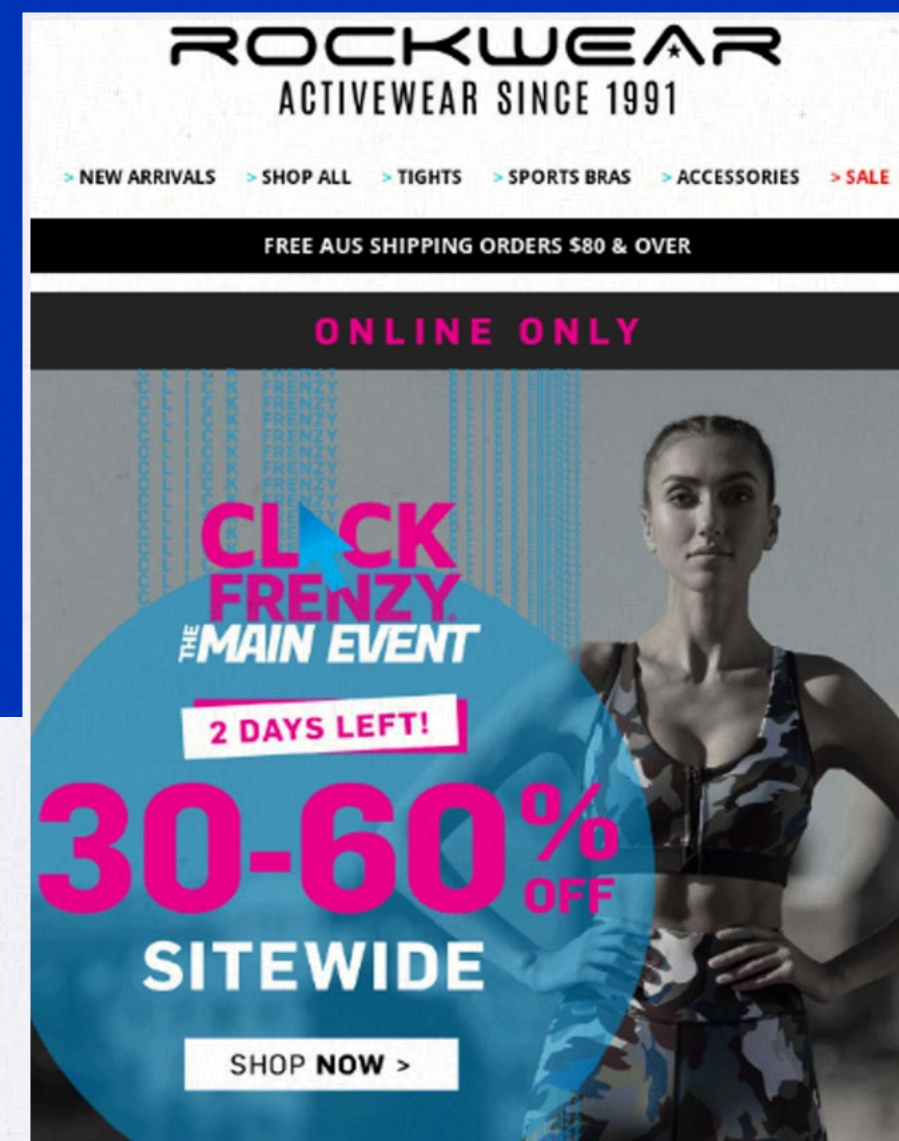 ROCKWEAR
ACTIVEWEAR SINCE 1991
> NEW ARRIVALS > SHOP ALL > TIGHTS > SPORTS BRAS > ACCESSORIES > SALE
FREE AUS SHIPPING ORDERS $80 & OVER
ONLINE ONLY
CLICK
FRENZY
THE MAIN EVENT
2 DAYS LEFT!
30-60% OFF
SITEWIDE
SHOP NOW >